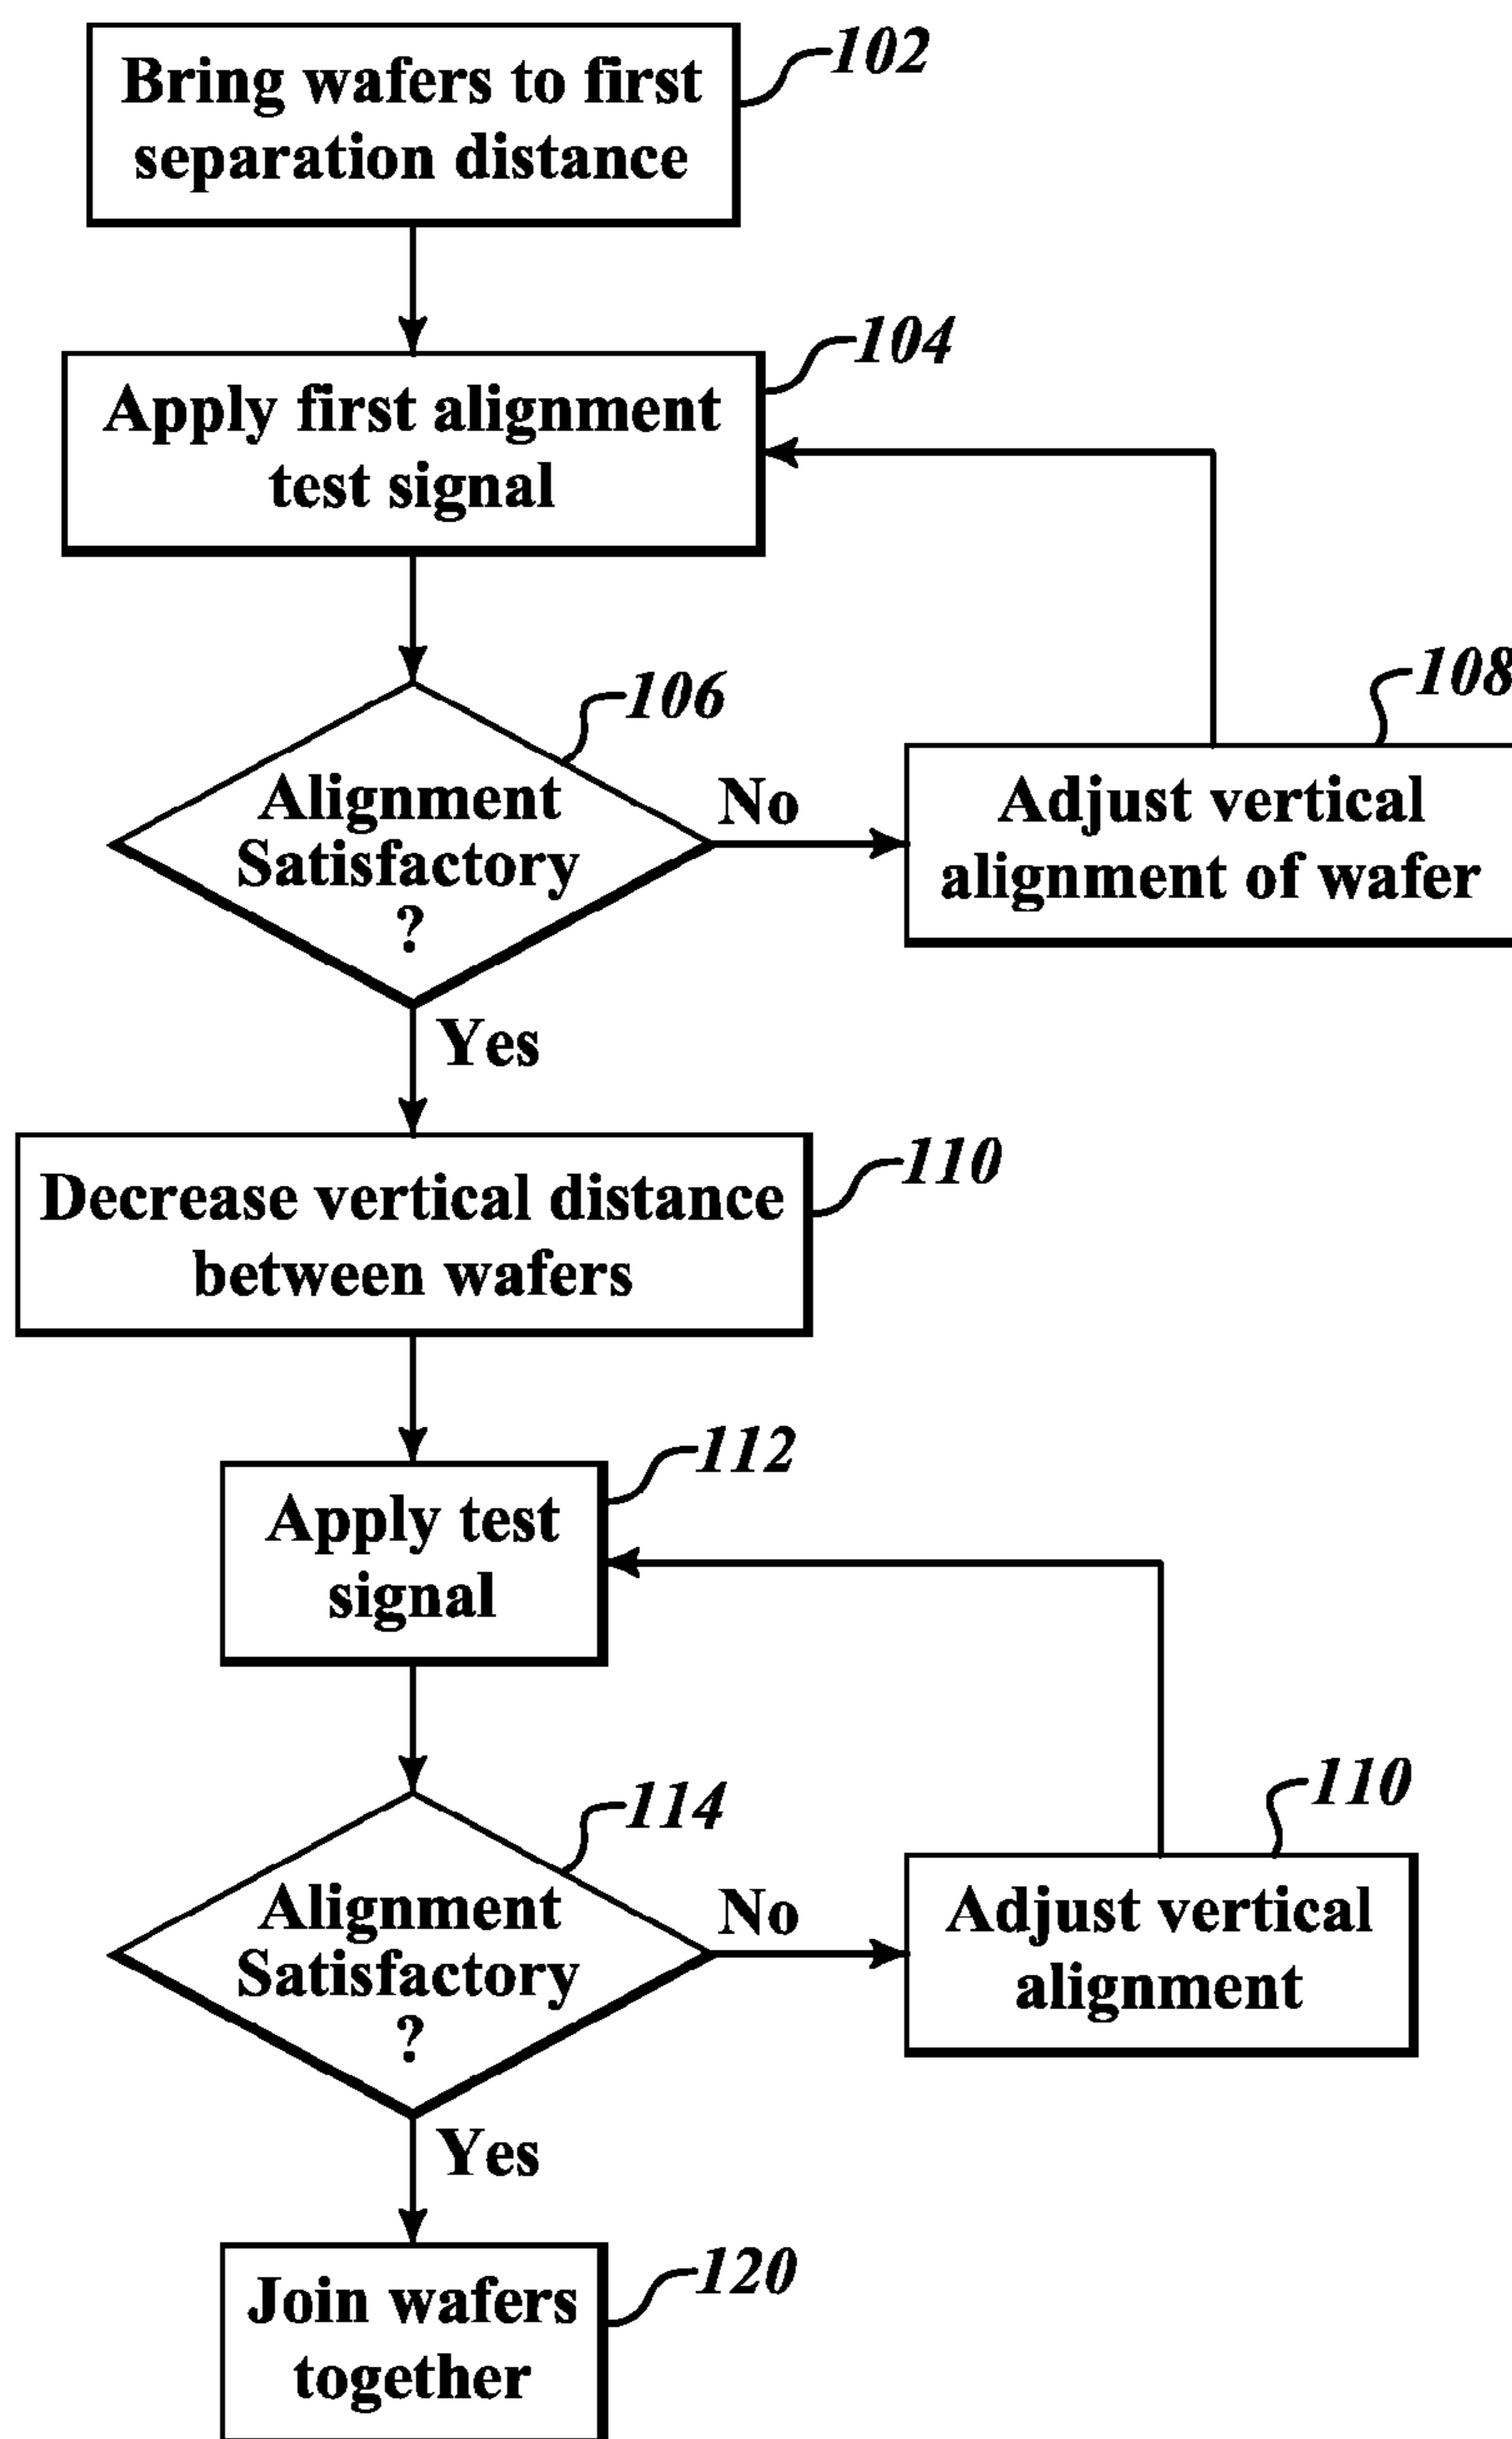 Bring wafers to first
separation distance
102
Apply first alignment
test signal
104
Alignment
Satisfactory
?
106
No
Adjust vertical
alignment of wafer
108
Yes
Decrease vertical distance
between wafers
110
Apply test
signal
112
Alignment
Satisfactory
?
114
No
Adjust vertical
alignment
110
Yes
Join wafers
together
120